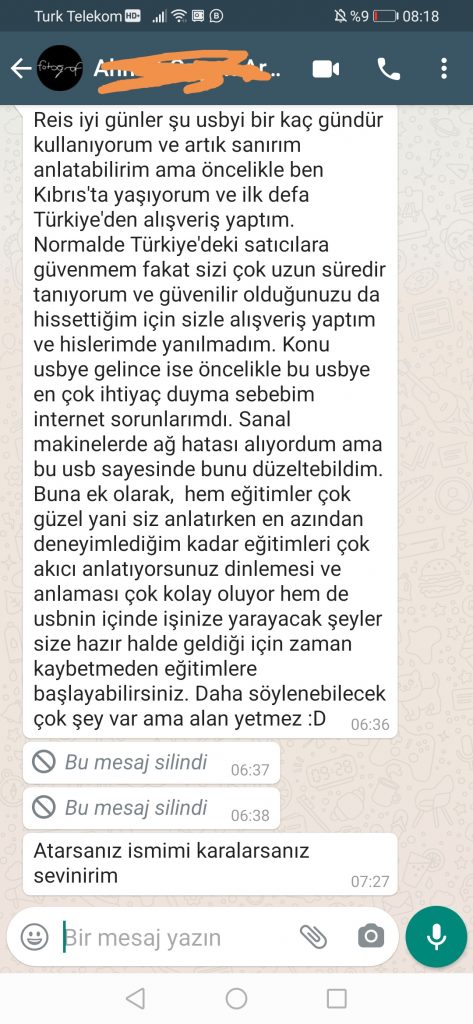 Turk Telekom HD %9 08:18
fotoğraf
Reis iyi günler şu usbyi bir kaç gündür
kullanıyorum ve artık sanırım
anlatabilirim ama öncelikle ben
Kıbrıs'ta yaşıyorum ve ilk defa
Türkiye'den alışveriş yaptım.
Normalde Türkiye'deki satıcılara
güvenmem fakat sizi çok uzun süredir
tanıyorum ve güvenilir olduğunuzu da
hissettiğim için sizle alışveriş yaptım
ve hislerimde yanılmadım. Konu
usbye gelince ise öncelikle bu usbye
en çok ihtiyaç duyma sebebim
internet sorunlarımdı. Sanal
makinelerde ağ hatası alıyordum ama
bu usb sayesinde bunu düzeltebildim.
Buna ek olarak,  hem eğitimler çok
güzel yani siz anlatırken en azından
deneyimlediğim kadar eğitimleri çok
akıcı anlatıyorsunuz dinlemesi ve
anlaması çok kolay oluyor hem de
usbnin içinde işinize yarayacak şeyler
size hazır halde geldiği için zaman
kaybetmeden eğitimlere
başlayabilirsiniz. Daha söylenebilecek
çok şey var ama alan yetmez :D 06:36
Bu mesaj silindi 06:37
Bu mesaj silindi 06:38
Atarsanız ismimi karalarsanız
sevinirim 07:27
Bir mesaj yazın